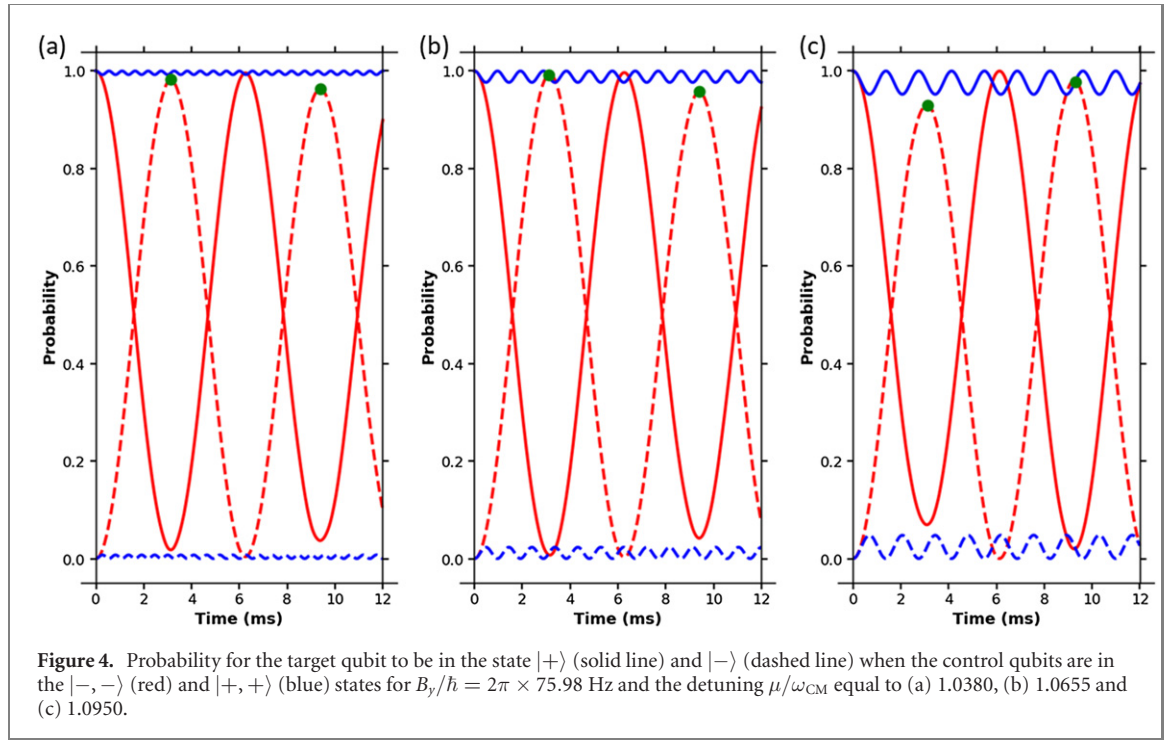 (a)
1.0
0.8
0.6
0.4
0.2
0.0
Probability
0 2 4 6 8 10 12
Time (ms)
(b)
1.0
0.8
0.6
0.4
0.2
0.0
Probability
0 2 4 6 8 10 12
Time (ms)
(c)
1.0
0.8
0.6
0.4
0.2
0.0
Probability
0 2 4 6 8 10 12
Time (ms)
Figure 4. Probability for the target qubit to be in the state |+⟩ (solid line) and |−⟩ (dashed line) when the control qubits are in
the |−, −⟩ (red) and |+, +⟩ (blue) states for B_y/ℏ = 2π × 75.98 Hz and the detuning μ/ω_CM equal to (a) 1.0380, (b) 1.0655 and
(c) 1.0950.